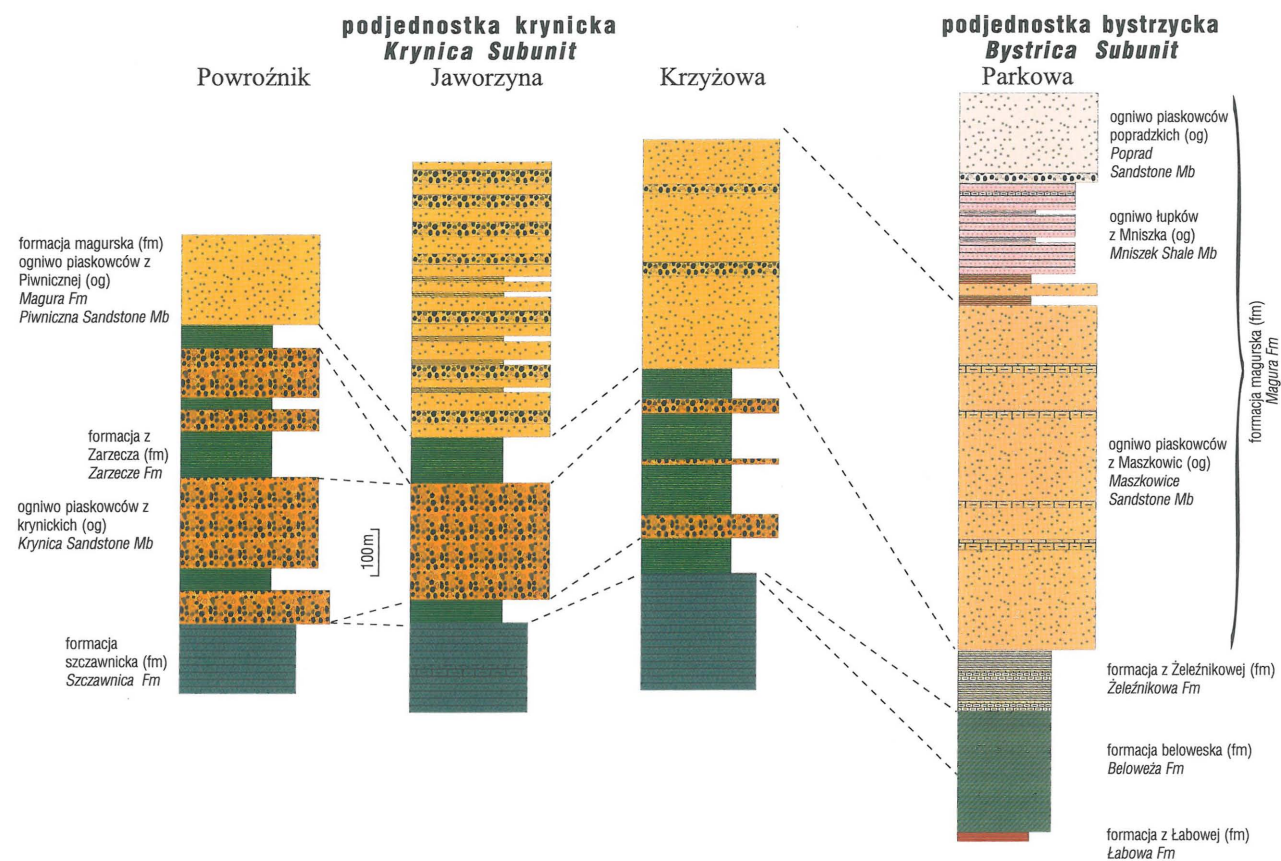 podjednostka krynicka
Krynica Subunit
podjednostka bystrzycka
Bystrica Subunit
Powroźnik
Jaworzyna
Krzyżowa
Parkowa
formacja magurska (fm)
ogniwo piaskowców z
Piwnicznej (og)
Magura Fm
Piwniczna Sandstone Mb
formacja z
Zarzecza (fm)
Zarzecze Fm
ogniwo piaskowców z
krynickich (og)
Krynica Sandstone Mb
formacja
szczawnicka (fm)
Szczawnica Fm
100m
ogniwo piaskowców
popradzkich (og)
Poprad
Sandstone Mb
ogniwo łupków
z Mniszka (og)
Mniszek Shale Mb
ogniwo piaskowców
z Maszkowic (og)
Maszkowice
Sandstone Mb
formacja magurska (fm)
Magura Fm
formacja z Żeleźnikowej (fm)
Żeleźnikowa Fm
formacja beloweska (fm)
Beloweża Fm
formacja z Łabowej (fm)
Łabowa Fm